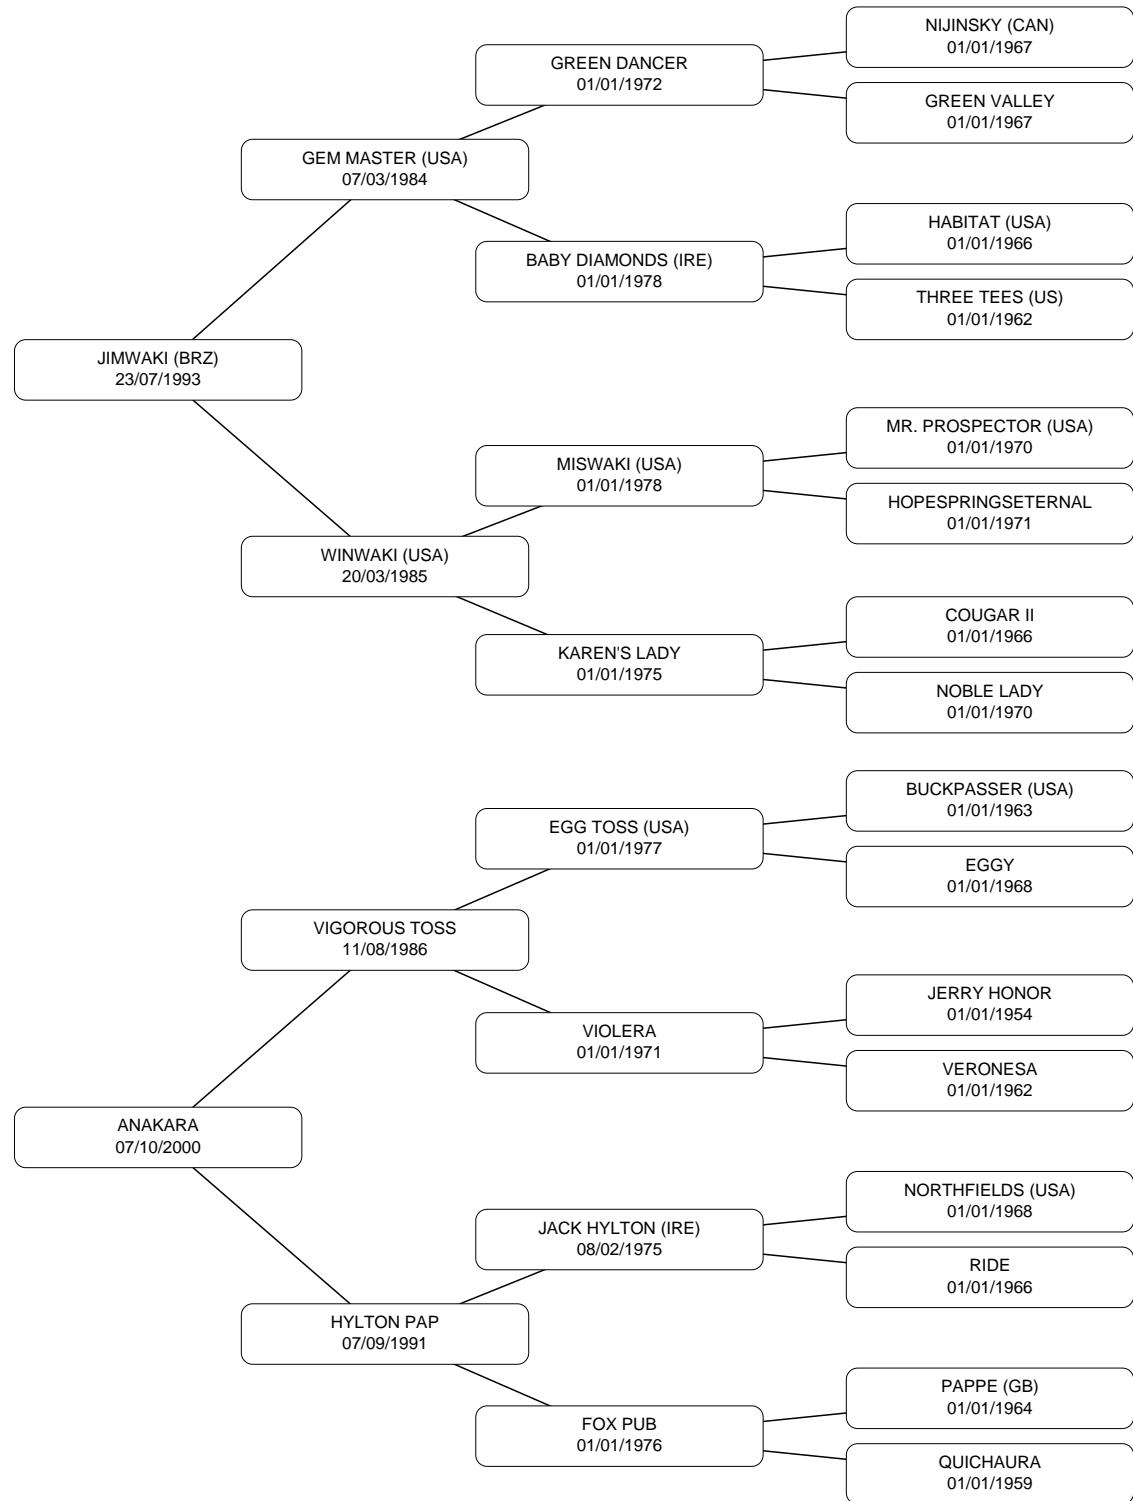 NIJINSKY (CAN)
01/01/1967
GREEN DANCER
01/01/1972
GREEN VALLEY
01/01/1967
GEM MASTER (USA)
07/03/1984
HABITAT (USA)
01/01/1966
BABY DIAMONDS (IRE)
01/01/1978
THREE TEES (US)
01/01/1962
JIMWAKI (BRZ)
23/07/1993
MR. PROSPECTOR (USA)
01/01/1970
MISWAKI (USA)
01/01/1978
HOPESPRINGSETERNAL
01/01/1971
WINWAKI (USA)
20/03/1985
COUGAR II
01/01/1966
KAREN'S LADY
01/01/1975
NOBLE LADY
01/01/1970
BUCKPASSER (USA)
01/01/1963
EGG TOSS (USA)
01/01/1977
EGGY
01/01/1968
VIGOROUS TOSS
11/08/1986
JERRY HONOR
01/01/1954
VIOLERA
01/01/1971
VERONESA
01/01/1962
ANAKARA
07/10/2000
NORTHFIELDS (USA)
01/01/1968
JACK HYLTON (IRE)
08/02/1975
RIDE
01/01/1966
HYLTON PAP
07/09/1991
PAPPE (GB)
01/01/1964
FOX PUB
01/01/1976
QUICHAURA
01/01/1959